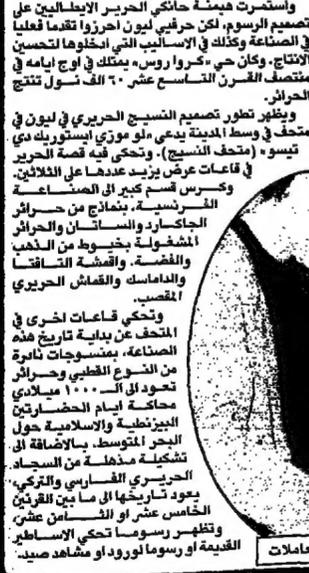 واستمرت هيمنة حائكي الحرير الايطاليين على
تصميم الرسوم. لكن حرفيي ليون احرزوا تقدما فعليا
في الصناعة وكذلك في الاساليب التي ادخلوها لتحسين
الانتاج. وكان حي «كروا روس» يمتلك في اوج ايامه في
منتصف القرن التاسع عشر ٦٠ الف نول تنتج
الحرائر.
ويظهر تطور تصميم النسيج الحريري في ليون في
متحف في وسط المدينة يدعى «لو موزي ايستوريك دي
تيسو» (متحف النسيج). وتحكى فيه قصة الحرير
في قاعات عرض يزيد عددها على الثلاثين.
وكرس قسم كبير الى الصناعة
الفرنسية، بنماذج من حرائر
الجاكارد والساتان والحرائر
المشغولة بخيوط من الذهب
والفضة. واقمشة التافتا
والداماسك والقماش الحريري
المقصب.
وتحكي قاعات اخرى في
المتحف عن بداية تاريخ هذه
الصناعة، بمنسوجات نادرة
من النوع القطبي وحرائر
تعود الى الـ ١٠٠٠ ميلادي
محاكة ايام الحضارتين
البيزنطية والاسلامية حول
البحر المتوسط. بالاضافة الى
تشكيلة مذهلة من السجاد
الحريري الفارسي والتركي،
يعود تاريخها الى ما بين القرنين
الخامس عشر او الثامن عشر،
وتظهر رسوما تحكي الاساطير
القديمة او رسوما لورود او مشاهد صيد.
عاملات